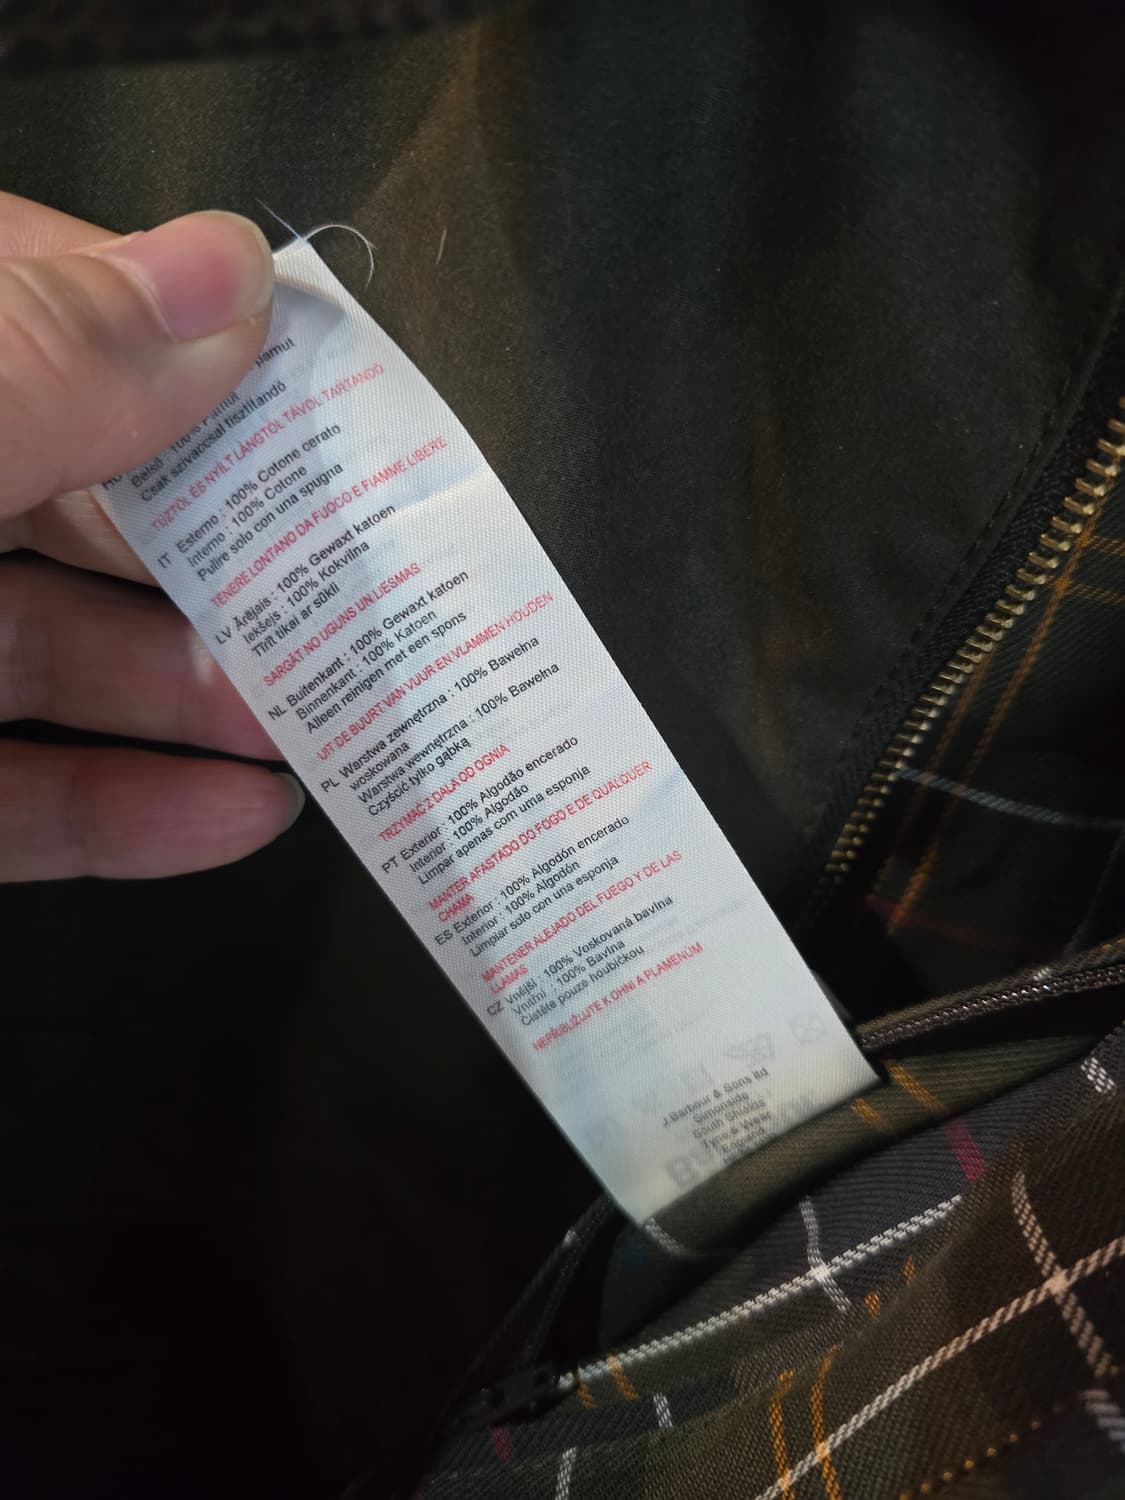 pamut
Belső : 100% Pamut
Csak szivaccsal tisztítandó
TŰZTŐL ÉS NYÍLT LÁNGTÓL TÁVOL TARTANDO
IT Esterno : 100% Cotone cerato
Interno : 100% Cotone
Pulire solo con una spugna
TENERE LONTANO DA FUOCO E FIAMME LIBERE
LV Ārējais : 100% Gewaxt katoen
Iekšējs : 100% Kokvilna
Tīrīt tikai ar sūkli
SARGĀT NO UGUNS UN LIESMAS
NL Buitenkant : 100% Gewaxt katoen
Binnenkant : 100% Katoen
Alleen reinigen met een spons
UIT DE BUURT VAN VUUR EN VLAMMEN HOUDEN
PL Warstwa zewnętrzna : 100% Bawełna
woskowana
Warstwa wewnętrzna : 100% Bawełna
Czyścić tylko gąbką
TRZYMAĆ Z DALA OD OGNIA
PT Exterior : 100% Algodão encerado
Interior : 100% Algodão
Limpar apenas com uma esponja
MANTER AFASTADO DO FOGO E DE QUALQUER
CHAMA
ES Exterior : 100% Algodón encerado
Interior : 100% Algodón
Limpiar solo con una esponja
MANTENER ALEJADO DEL FUEGO Y DE LAS
LLAMAS
CZ Vnější : 100% Voskovaná bavlna
Vnitřní : 100% Bavlna
Čistěte pouze houbičkou
NEPŘIBLIŽUJTE K OHNI A PLAMENŮM
J Barbour & Sons ltd
Simonside
South Shields
Tyne & Wear
England